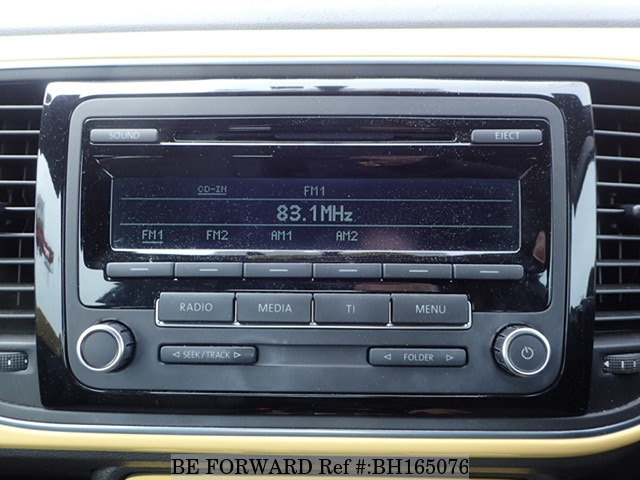 SOUND EJECT
CD-IN FM1
83.1MHz
FM1 FM2 AM1 AM2
RADIO MEDIA TI MENU
SEEK/TRACK FOLDER
BE FORWARD Ref #:BH165076